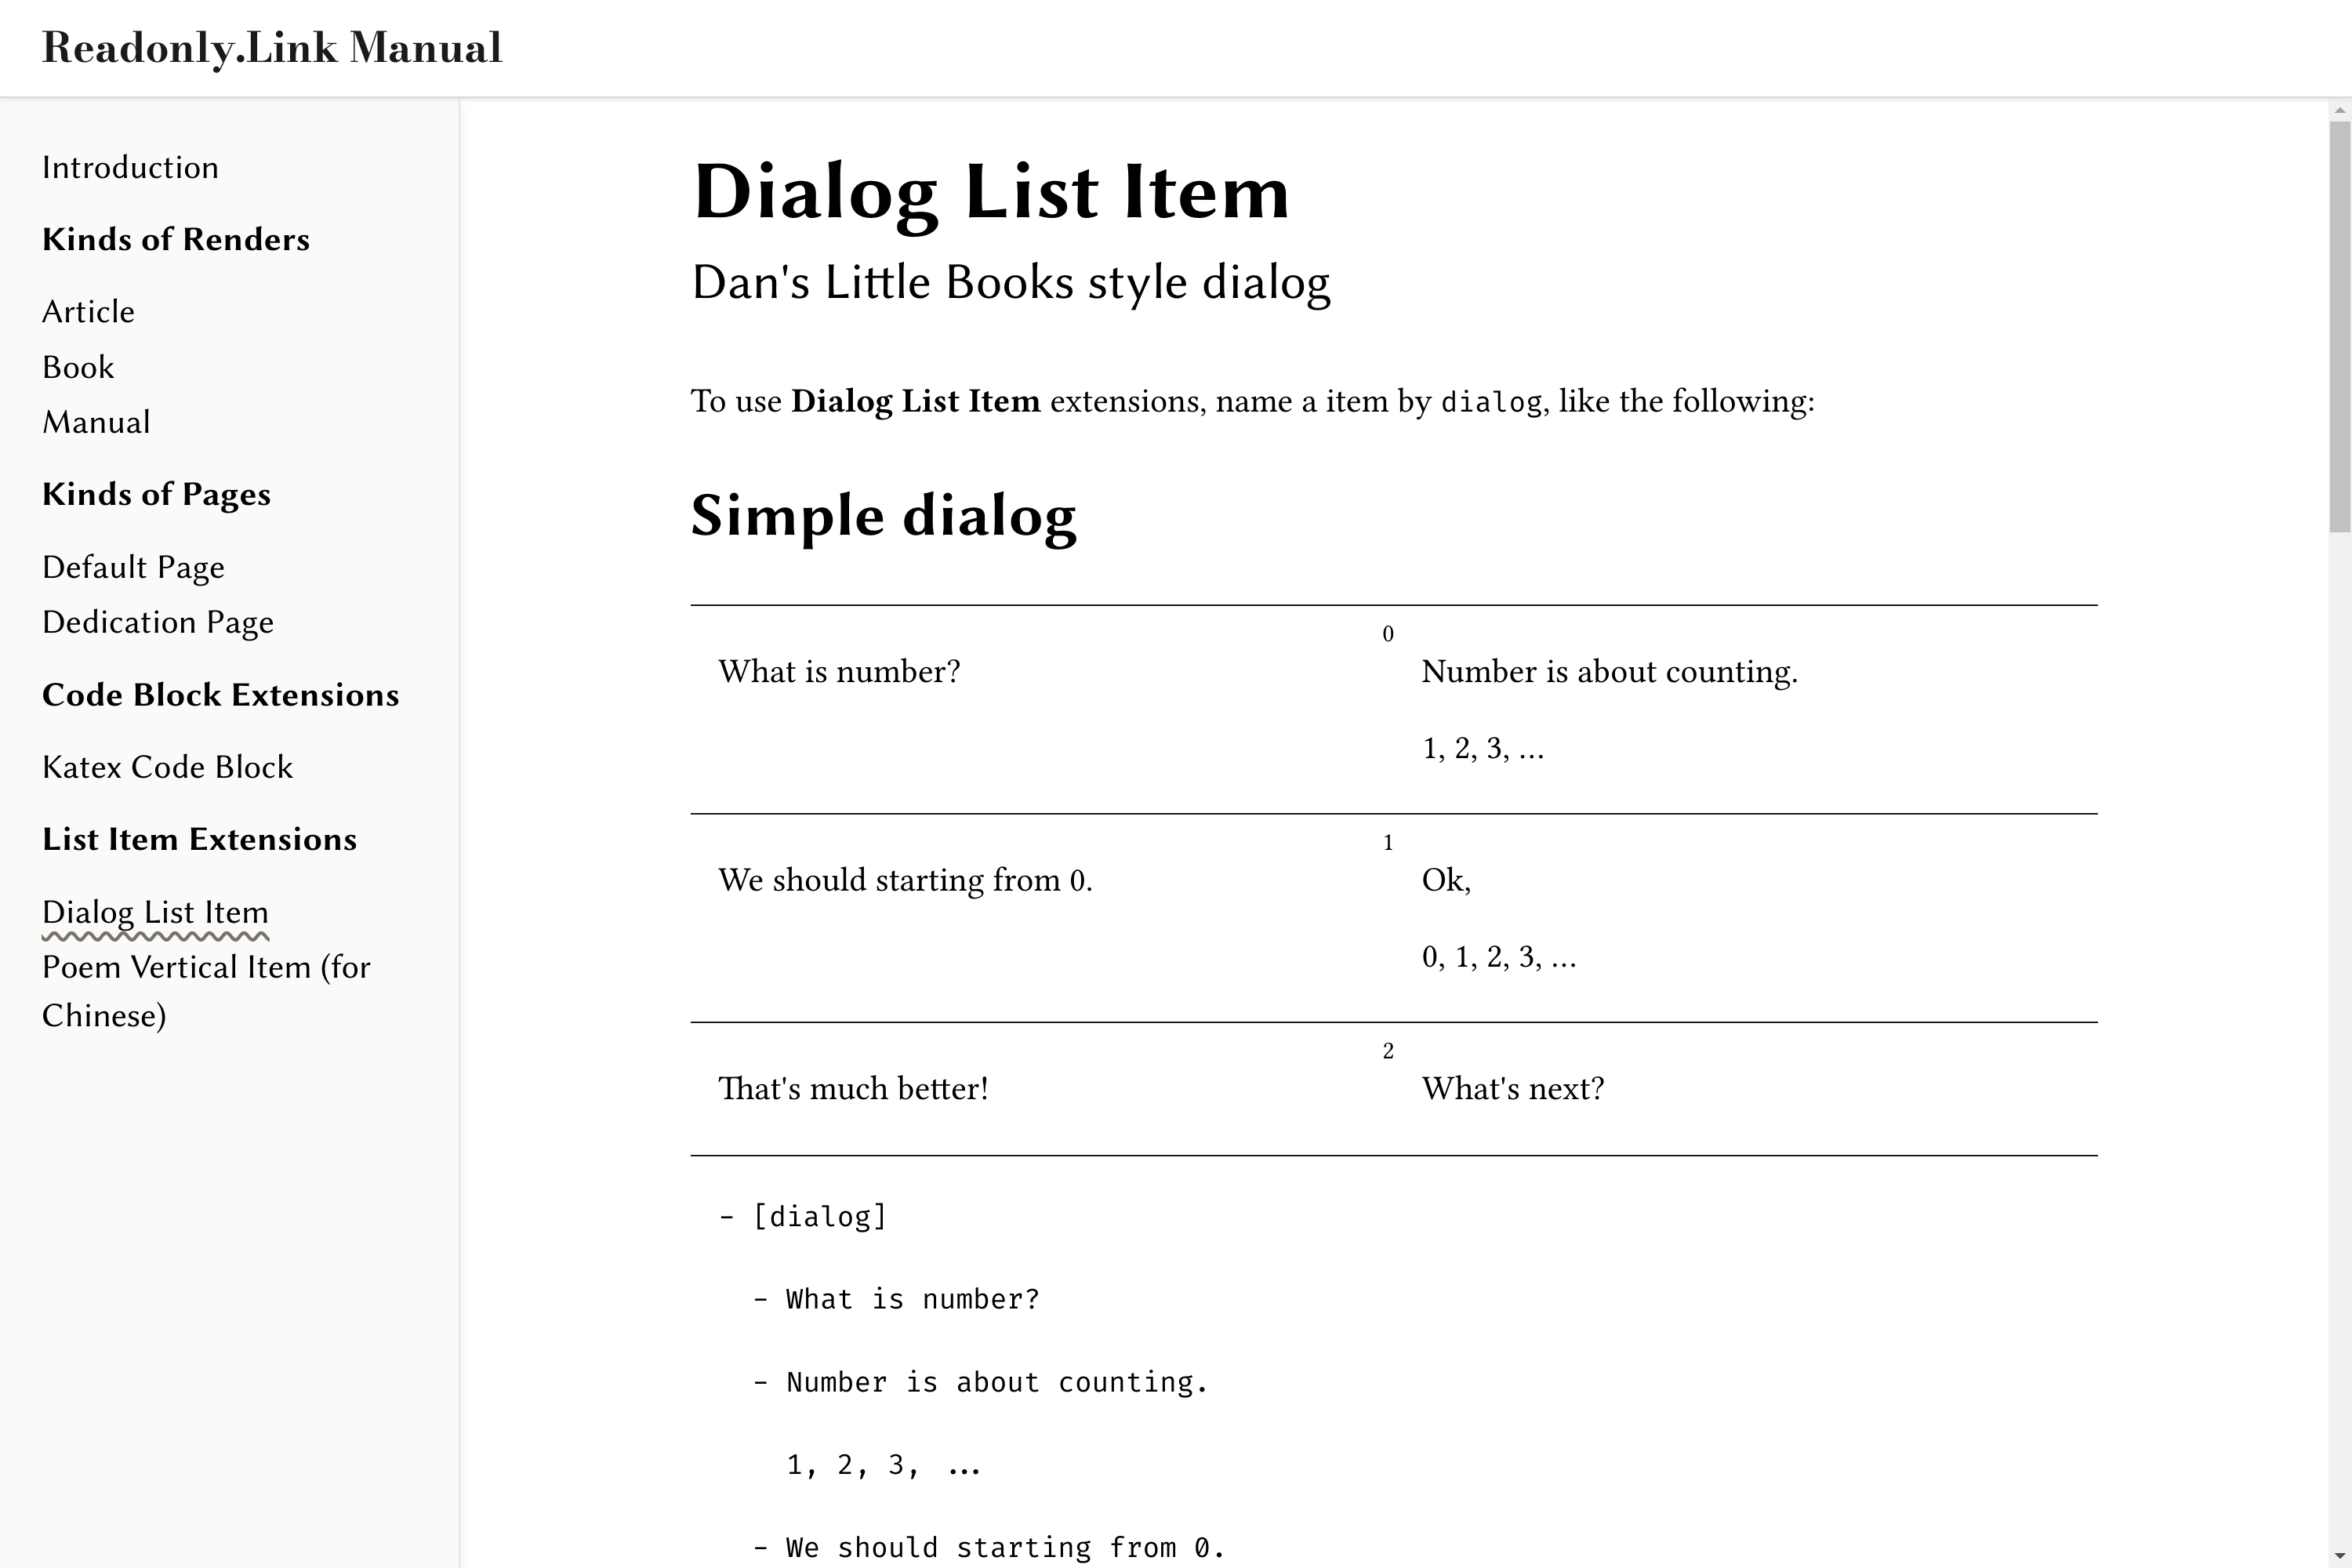 Readonly.Link Manual
Introduction
Kinds of Renders
Article
Book
Manual
Kinds of Pages
Default Page
Dedication Page
Code Block Extensions
Katex Code Block
List Item Extensions
Dialog List Item
Poem Vertical Item (for
Chinese)
Dialog List Item
Dan's Little Books style dialog
To use Dialog List Item extensions, name a item by dialog, like the following:
Simple dialog
0
What is number?
Number is about counting.
1, 2, 3, ...
1
We should starting from 0.
Ok,
0, 1, 2, 3, ...
2
That's much better!
What's next?
- [dialog]
- What is number?
- Number is about counting.
1, 2, 3, ...
- We should starting from 0.